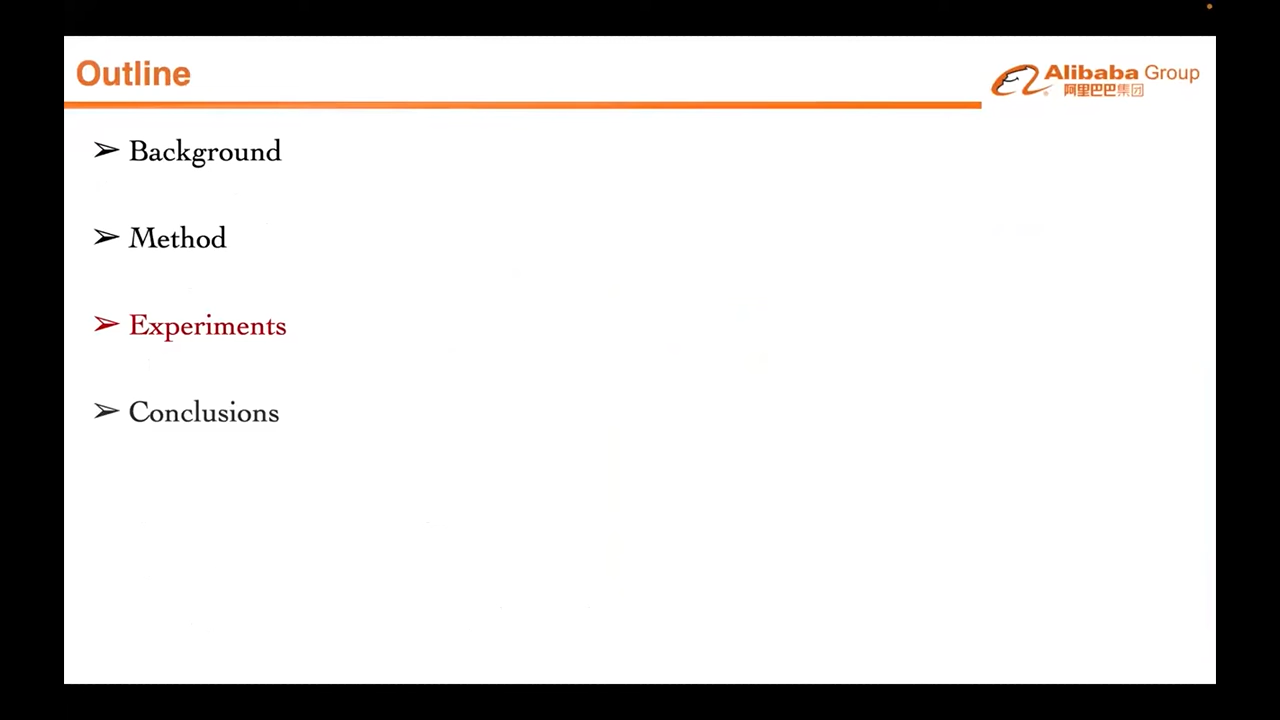 Outline
Alibaba Group
阿里巴巴集团
➢ Background
➢ Method
➢ Experiments
➢ Conclusions